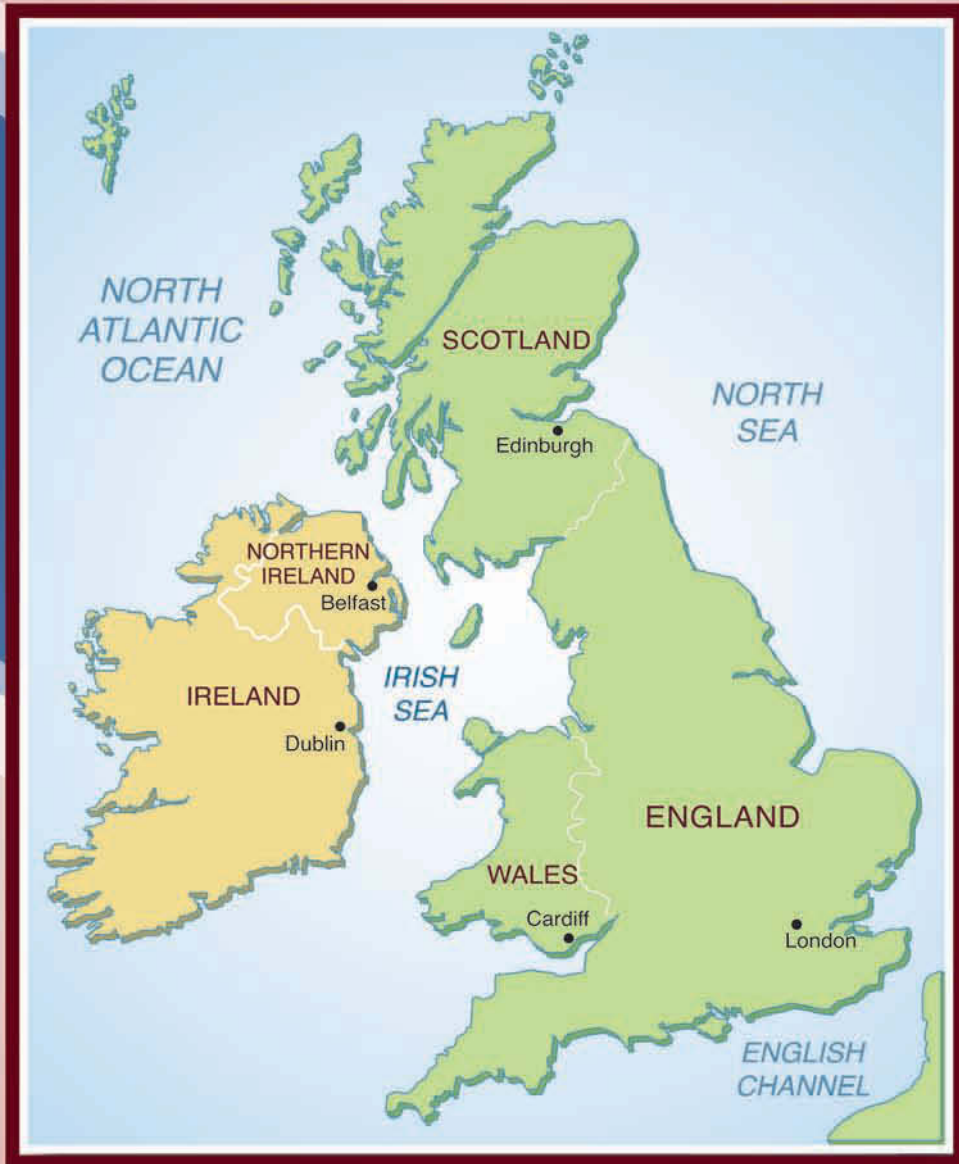 NORTH
ATLANTIC
OCEAN
SCOTLAND
NORTH
SEA
Edinburgh
NORTHERN
IRELAND
Belfast
IRISH
SEA
IRELAND
Dublin
ENGLAND
WALES
Cardiff
London
ENGLISH
CHANNEL